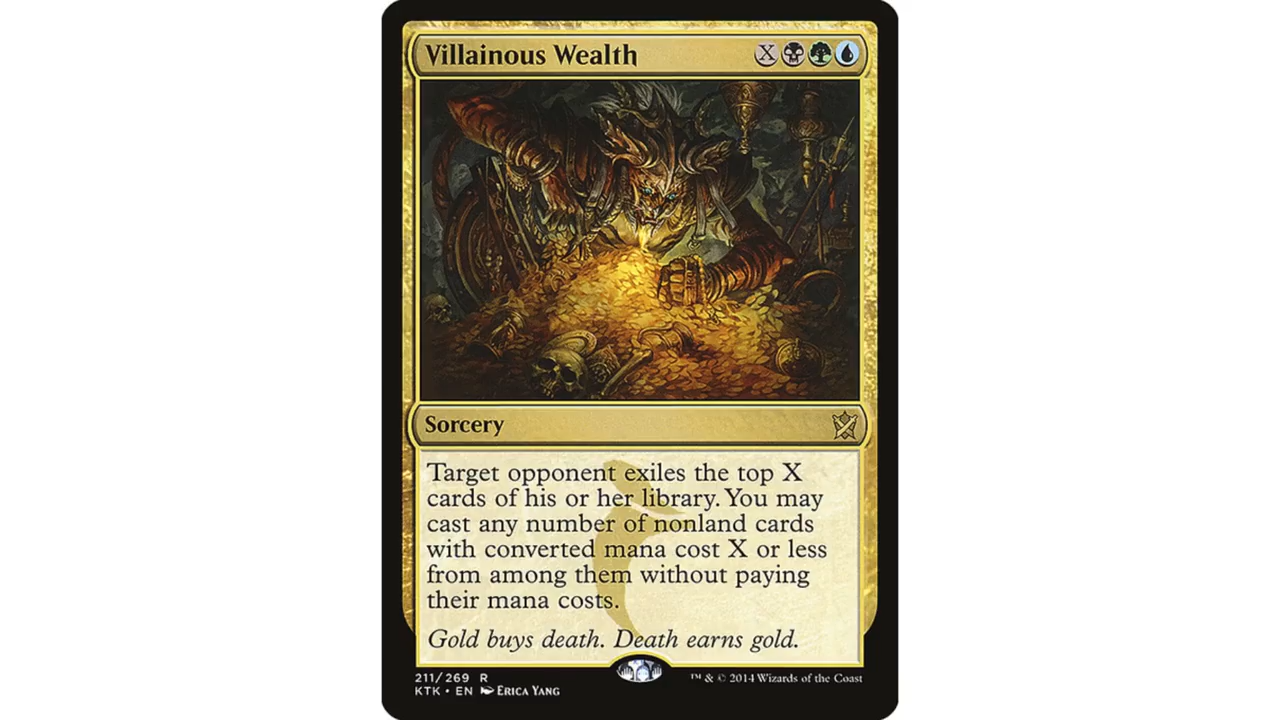 Villainous Wealth X
Sorcery
Target opponent exiles the top X
cards of his or her library. You may
cast any number of nonland cards
with converted mana cost X or less
from among them without paying
their mana costs.
Gold buys death. Death earns gold.
211/269 R
KTK • EN Erica Yang
™ & © 2014 Wizards of the Coast